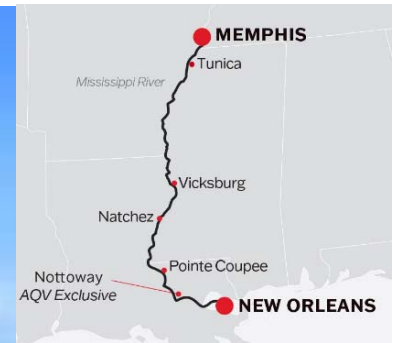 MEMPHIS
Tunica
Mississippi River
Vicksburg
Natchez
Pointe Coupee
Nottoway
AQV Exclusive
NEW ORLEANS